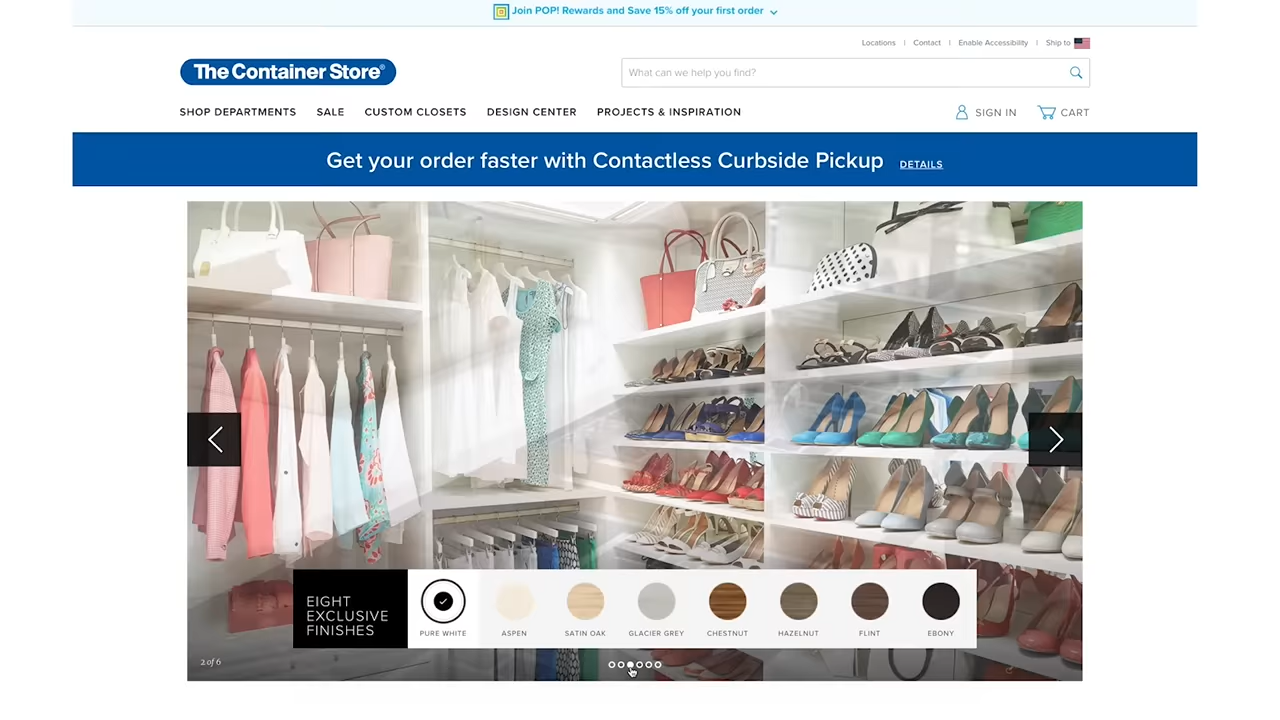 Join POP! Rewards and Save 15% off your first order
Locations | Contact | Enable Accessibility | Ship to
The Container Store®
What can we help you find?
SHOP DEPARTMENTS SALE CUSTOM CLOSETS DESIGN CENTER PROJECTS & INSPIRATION SIGN IN CART
Get your order faster with Contactless Curbside Pickup DETAILS
EIGHT
EXCLUSIVE
FINISHES
PURE WHITE ASPEN SATIN OAK GLACIER GREY CHESTNUT HAZELNUT FLINT EBONY
2 of 6